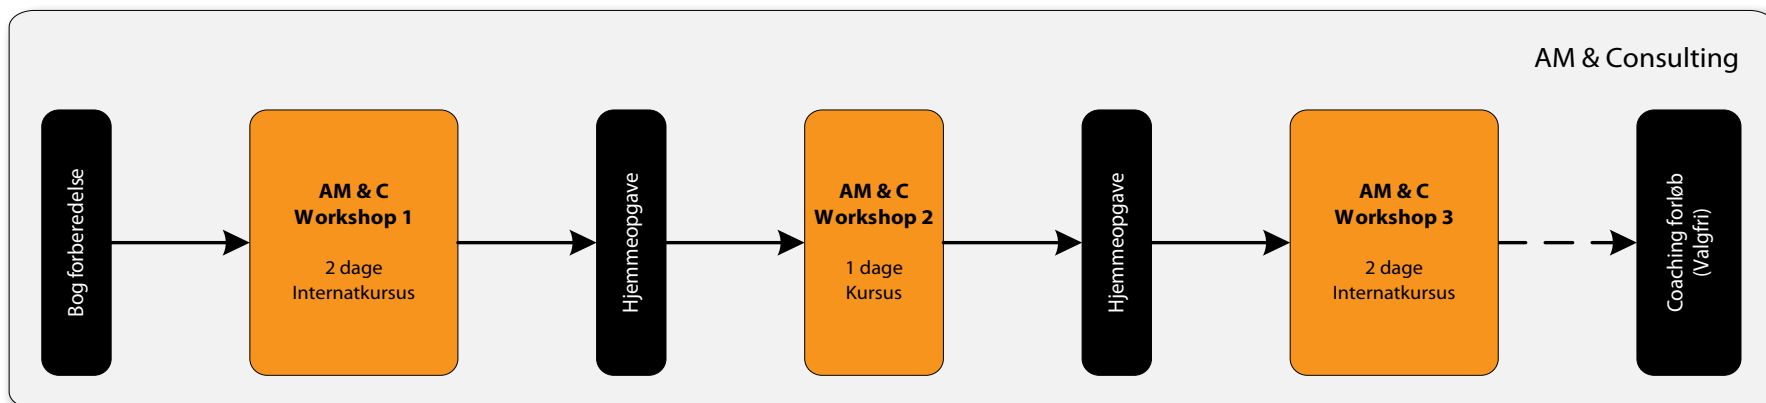 AM & Consulting
Bog forberedelse
AM & C
Workshop 1
2 dage
Internatkursus
Hjemmeopgave
AM & C
Workshop 2
1 dage
Kursus
Hjemmeopgave
AM & C
Workshop 3
2 dage
Internatkursus
Coaching forløb
(Valgfri)